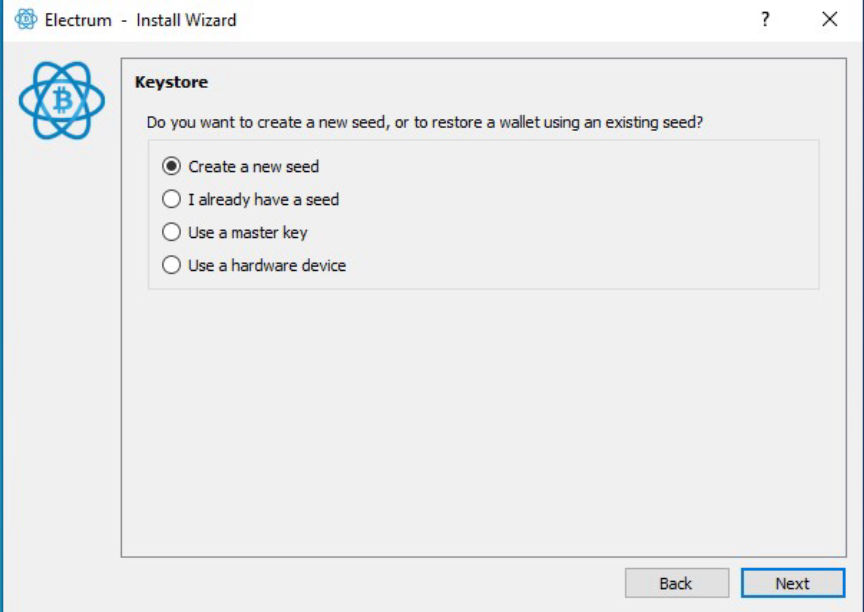 Electrum - Install Wizard
Keystore
Do you want to create a new seed, or to restore a wallet using an existing seed?
Create a new seed
I already have a seed
Use a master key
Use a hardware device
Back Next